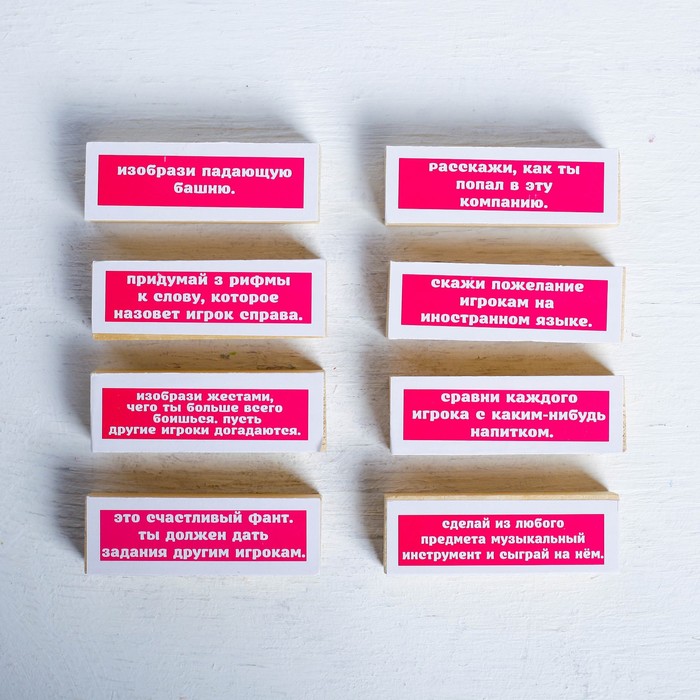 изобрази падающую
башню.
Расскажи, как ты
попал в эту
компанию.
придумай 3 рифмы
к слову, которое
назовет игрок справа.
скажи пожелание
игрокам на
иностранном языке.
изобрази жестами,
чего ты больше всего
боишься. пусть
другие игроки догадаются.
сравни каждого
игрока с каким-нибудь
напитком.
это счастливый фант.
ты должен дать
задания другим игрокам.
сделай из любого
предмета музыкальный
инструмент и сыграй на нём.